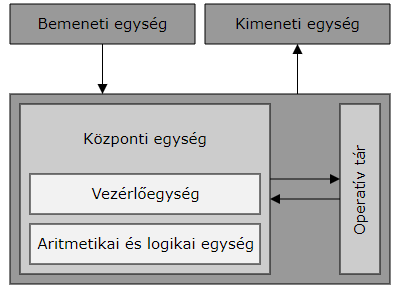 Bemeneti egység
Kimeneti egység
Központi egység
Vezérlőegység
Aritmetikai és logikai egység
Operatív tár